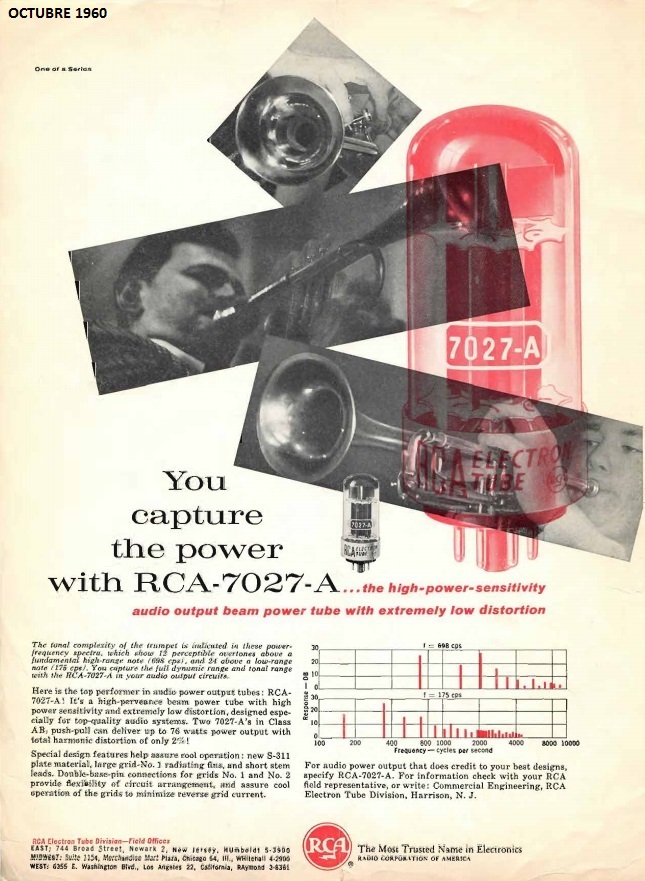 OCTUBRE 1960
One of a Series
7027-A
RCA ELECTRON
TUBE
7027-A
RCA ELECTRON
TUBE
You
capture
the power
with RCA-7027-A...the high-power-sensitivity
audio output beam power tube with extremely low distortion
The tonal complexity of the trumpet is indicated in these power-
frequency spectra, which show 12 perceptible overtones above a
fundamental high-range note (698 cps), and 24 above a low-range
note (175 cps). You capture the full dynamic range and tonal range
with the RCA-7027-A in your audio output circuits.
Here is the top performer in audio power output tubes: RCA-
7027-A! It's a high-perveance beam power tube with high
power sensitivity and extremely low distortion, designed espe-
cially for top-quality audio systems. Two 7027-A's in Class
AB₁ push-pull can deliver up to 76 watts power output with
total harmonic distortion of only 2%!
Special design features help assure cool operation: new S-311
plate material, large grid-No. 1 radiating fins, and short stem
leads. Double-base-pin connections for grids No. 1 and No. 2
provide flexibility of circuit arrangement, and assure cool
operation of the grids to minimize reverse grid current.
f = 698 cps
30
20
10
0
f = 175 cps
30
20
10
0
Response — DB
100 200 400 600 800 1000 2000 4000 7500 10000
Frequency — cycles per second
For audio power output that does credit to your best designs,
specify RCA-7027-A. For information check with your RCA
field representative, or write: Commercial Engineering, RCA
Electron Tube Division, Harrison, N. J.
RCA Electron Tube Division—Field Offices
EAST: 744 Broad Street, Newark 2, New Jersey, HUmboldt 5-3900
MIDWEST: Suite 1154, Merchandise Mart Plaza, Chicago 54, Ill., WHitehall 4-2900
WEST: 6355 E. Washington Blvd., Los Angeles 22, California, RAymond 3-8361
RCA
®
The Most Trusted Name in Electronics
RADIO CORPORATION OF AMERICA